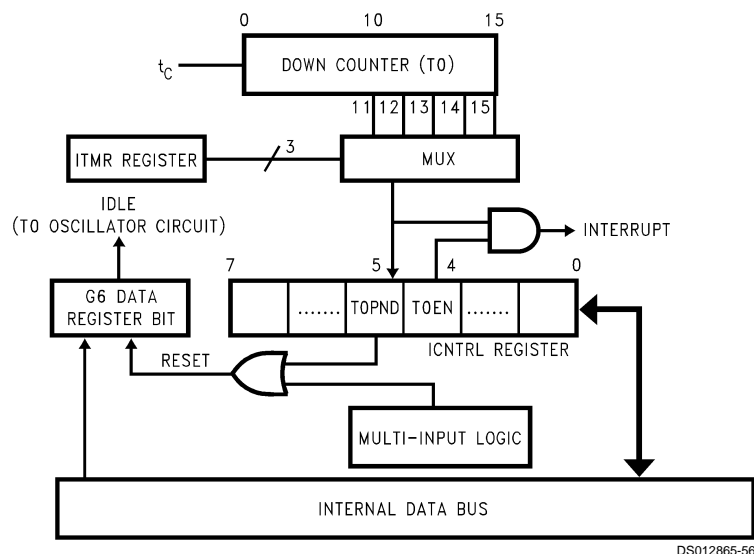 0 10 15
t_C
DOWN COUNTER (T0)
11 12 13 14 15
ITMR REGISTER
3
MUX
IDLE
(TO OSCILLATOR CIRCUIT)
INTERRUPT
7 5 4 0
G6 DATA
REGISTER BIT
....... T0PND T0EN .......
ICNTRL REGISTER
RESET
MULTI-INPUT LOGIC
INTERNAL DATA BUS
DS012865-56